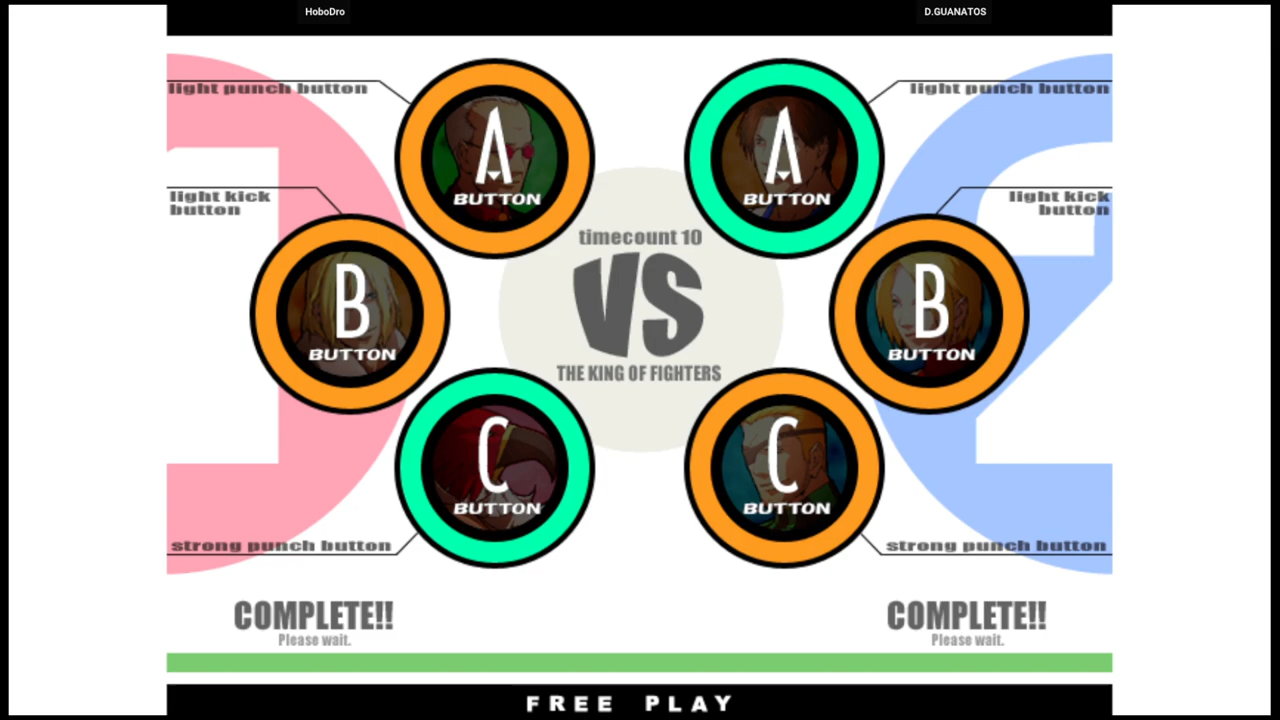 HoboDro
D.GUANATOS
light punch button
light punch button
A
BUTTON
A
BUTTON
light kick
button
light kick
button
timecount 10
VS
THE KING OF FIGHTERS
B
BUTTON
B
BUTTON
C
BUTTON
C
BUTTON
strong punch button
strong punch button
COMPLETE!!
Please wait.
COMPLETE!!
Please wait.
FREE PLAY